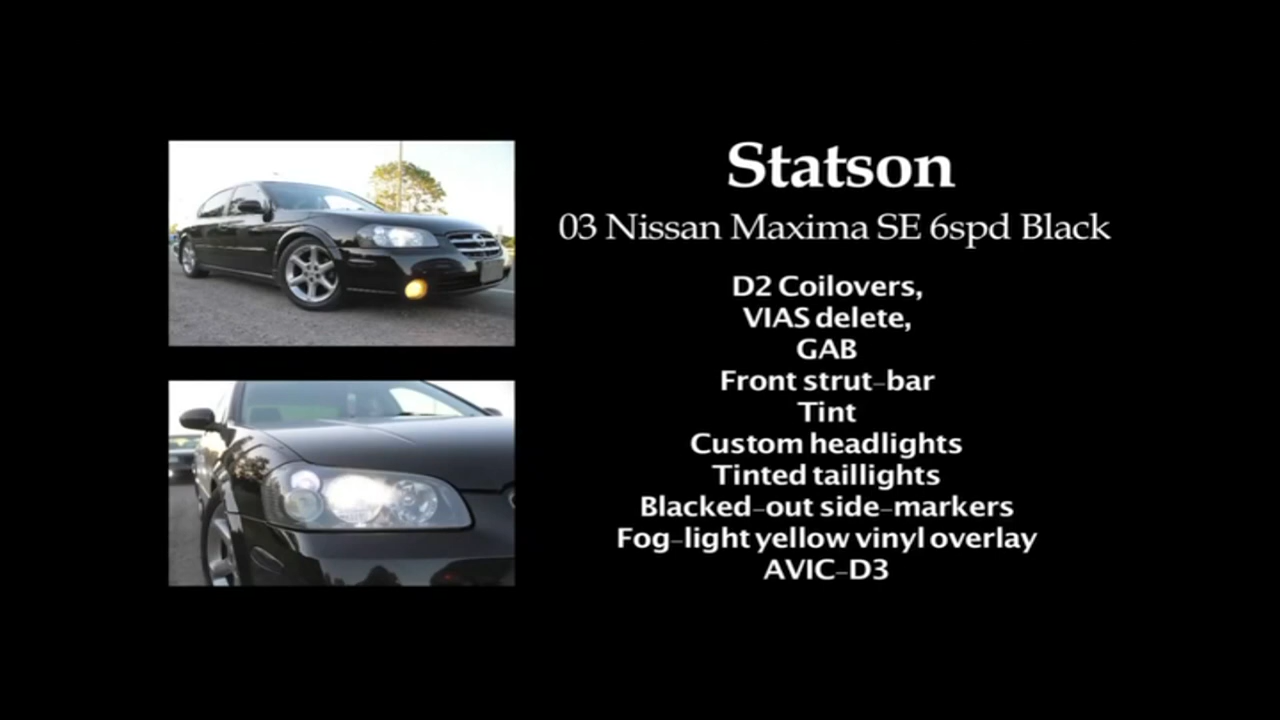 Statson
03 Nissan Maxima SE 6spd Black
D2 Coilovers,
VIAS delete,
GAB
Front strut-bar
Tint
Custom headlights
Tinted taillights
Blacked-out side-markers
Fog-light yellow vinyl overlay
AVIC-D3